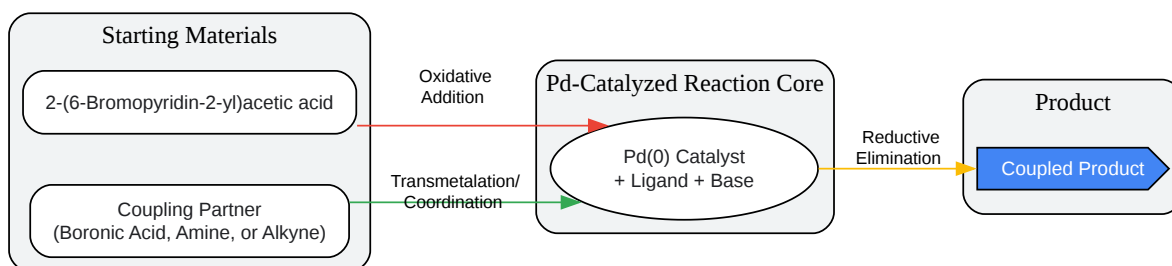 Starting Materials
2-(6-Bromopyridin-2-yl)acetic acid
Coupling Partner
(Boronic Acid, Amine, or Alkyne)
Oxidative
Addition
Transmetalation/
Coordination
Pd-Catalyzed Reaction Core
Pd(0) Catalyst
+ Ligand + Base
Reductive
Elimination
Product
Coupled Product